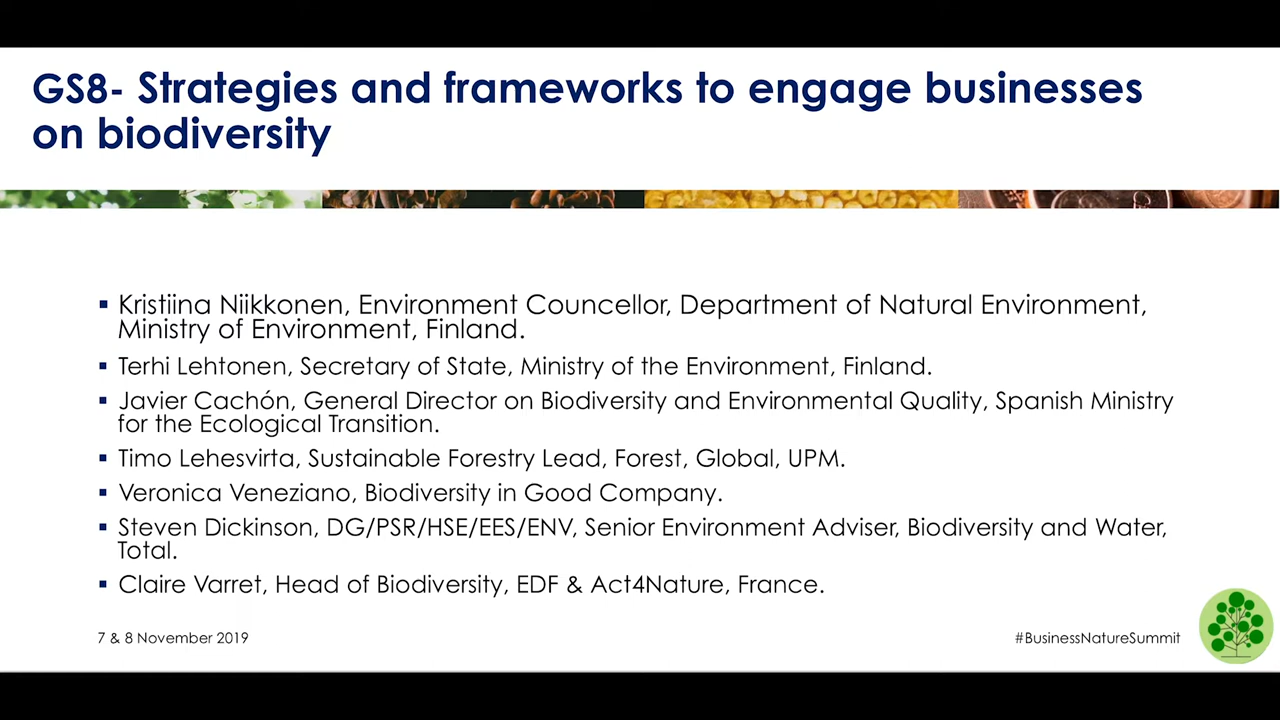 GS8- Strategies and frameworks to engage businesses
on biodiversity
▪ Kristiina Niikkonen, Environment Councellor, Department of Natural Environment,
Ministry of Environment, Finland.
▪ Terhi Lehtonen, Secretary of State, Ministry of the Environment, Finland.
▪ Javier Cachón, General Director on Biodiversity and Environmental Quality, Spanish Ministry
for the Ecological Transition.
▪ Timo Lehesvirta, Sustainable Forestry Lead, Forest, Global, UPM.
▪ Veronica Veneziano, Biodiversity in Good Company.
▪ Steven Dickinson, DG/PSR/HSE/EES/ENV, Senior Environment Adviser, Biodiversity and Water,
Total.
▪ Claire Varret, Head of Biodiversity, EDF & Act4Nature, France.
7 & 8 November 2019
#BusinessNatureSummit